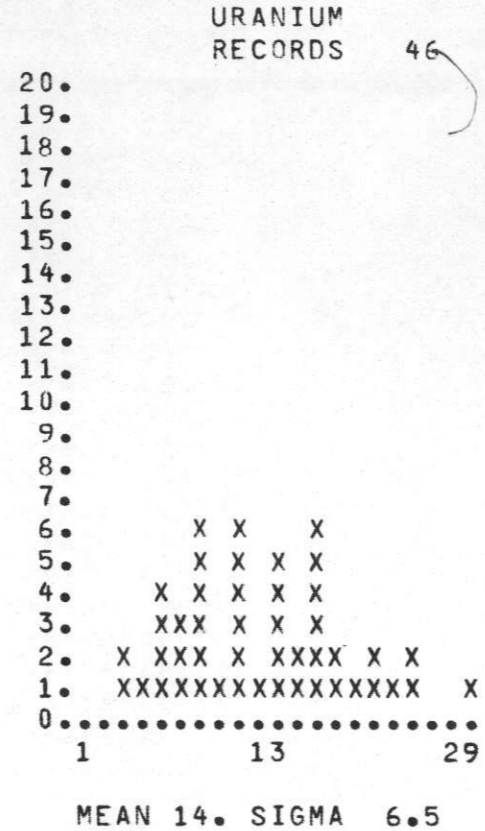 URANIUM
RECORDS 46
20.
19.
18.
17.
16.
15.
14.
13.
12.
11.
10.
9.
8.
7.
6. X X X
5. X X X X
4. X X X X X
3. XXX X X X
2. X XXX X XXXX X X
1. XXXXXXXXXXXXXXXX X
0......................
1 13 29
MEAN 14. SIGMA 6.5